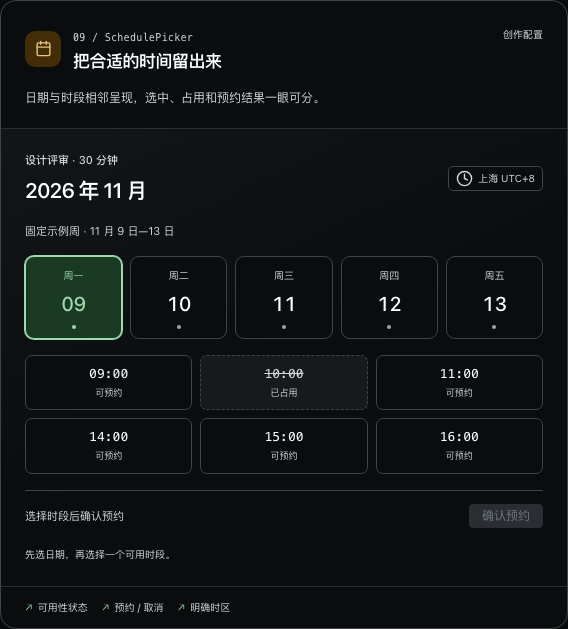 09 / SchedulePicker
创作配置
把合适的时间留出来
日期与时段相邻呈现，选中、占用和预约结果一眼可分。
设计评审 · 30 分钟
2026 年 11 月
上海 UTC+8
固定示例周 · 11 月 9 日—13 日
周一 周二 周三 周四 周五
09 10 11 12 13
09:00 10:00 11:00
可预约 已占用 可预约
14:00 15:00 16:00
可预约 可预约 可预约
选择时段后确认预约 确认预约
先选日期，再选择一个可用时段。
↗ 可用性状态 ↗ 预约 / 取消 ↗ 明确时区